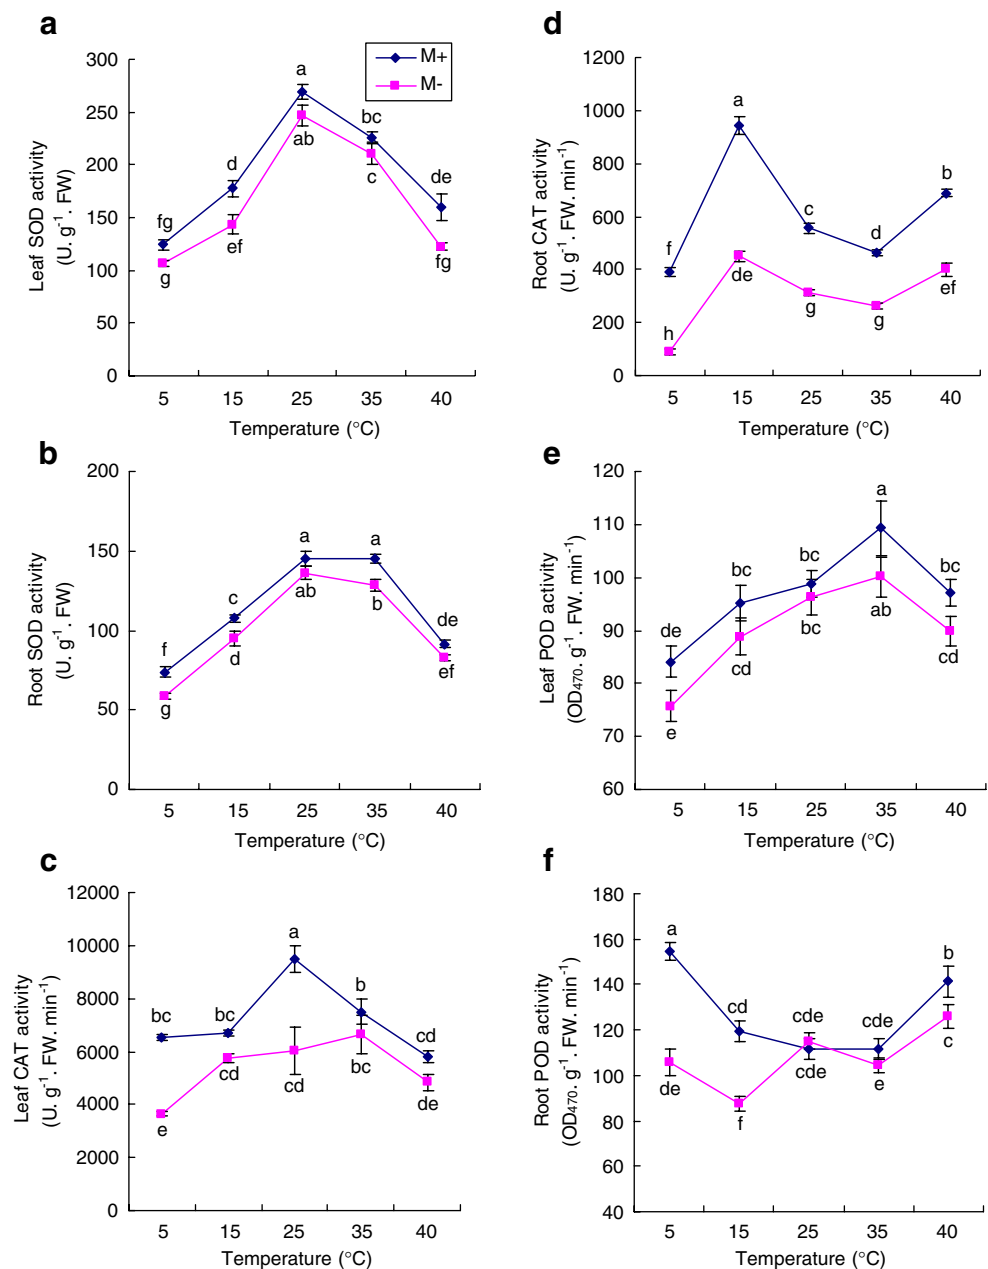 a
M+
M-
Leaf SOD activity
(U. g-1. FW)
300
250
200
150
100
50
0
fg
d
a
bc
de
g
ef
ab
c
fg
5 15 25 35 40
Temperature (°C)
b
Root SOD activity
(U. g-1. FW)
200
150
100
50
0
f
c
a
a
de
g
d
ab
b
ef
5 15 25 35 40
Temperature (°C)
c
Leaf CAT activity
(U. g-1. FW. min-1)
12000
10000
8000
6000
4000
2000
0
bc
bc
a
b
cd
e
cd
cd
bc
de
5 15 25 35 40
Temperature (°C)
d
Root CAT activity
(U. g-1. FW. min-1)
1200
1000
800
600
400
200
0
f
a
c
d
b
h
de
g
g
ef
5 15 25 35 40
Temperature (°C)
e
Leaf POD activity
(OD470. g-1. FW. min-1)
120
110
100
90
80
70
60
de
bc
bc
a
bc
e
cd
bc
ab
cd
5 15 25 35 40
Temperature (°C)
f
Root POD activity
(OD470. g-1. FW. min-1)
180
160
140
120
100
80
60
40
a
cd
cde
cde
b
de
f
cde
e
c
5 15 25 35 40
Temperature (°C)